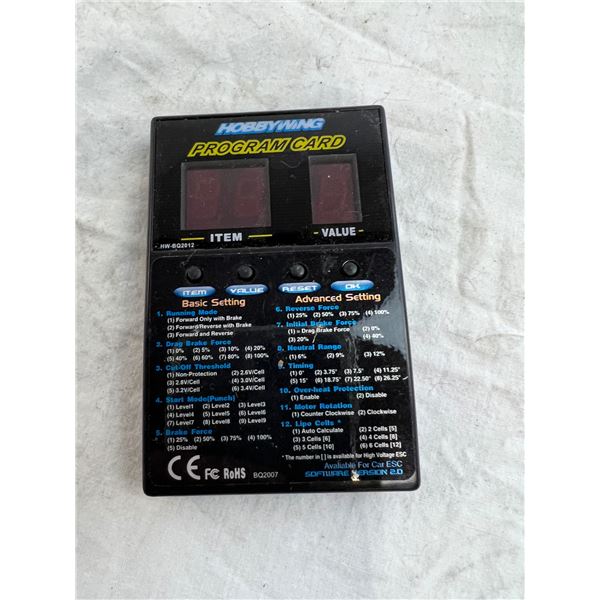 HOBBYWING
PROGRAM CARD
ITEM
VALUE
HW-BQ2012
ITEM VALUE RESET OK
Basic Setting
1. Running Mode
(1) Forward Only with Brake
(2) Forward/Reverse with Brake
(3) Forward and Reverse
2. Drag Brake Force
(1) 0% (2) 5% (3) 10% (4) 20%
(5) 40% (6) 60% (7) 80% (8) 100%
3. Cut-Off Threshold
(1) Non-Protection (2) 2.6V/Cell
(3) 2.8V/Cell (4) 3.0V/Cell
(5) 3.2V/Cell (6) 3.4V/Cell
4. Start Mode(Punch)
(1) Level1 (2) Level2 (3) Level3
(4) Level4 (5) Level5 (6) Level6
(7) Level7 (8) Level8 (9) Level9
5. Brake Force
(1) 25% (2) 50% (3) 75% (4) 100%
(5) Disable
CE FC RoHS BQ2007
Advanced Setting
6. Reverse Force
(1) 25% (2) 50% (3) 75% (4) 100%
7. Initial Brake Force
(1) = Drag Brake Force (2) 0%
(3) 20% (4) 40%
8. Neutral Range
(1) 6% (2) 9% (3) 12%
9. Timing
(1) 0° (2) 3.75° (3) 7.5° (4) 11.25°
(5) 15° (6) 18.75° (7) 22.50° (8) 26.25°
10. Over-heat Protection
(1) Enable (2) Disable
11. Motor Rotation
(1) Counter Clockwise (2) Clockwise
12. Lipo Cells *
(1) Auto Calculate (2) 2 Cells [5]
(3) 3 Cells [6] (4) 4 Cells [8]
(5) 5 Cells [10] (6) 6 Cells [12]
* The number in [ ] is available for High Voltage ESC
Avaliable For Car ESC
SOFTWARE VERSION 2.0